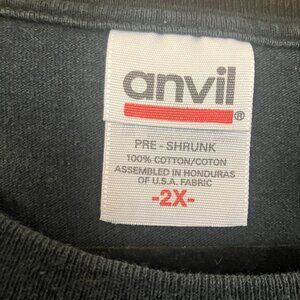 anvil®
PRE - SHRUNK
100% COTTON/COTON
ASSEMBLED IN HONDURAS
OF U.S.A. FABRIC
-2X-